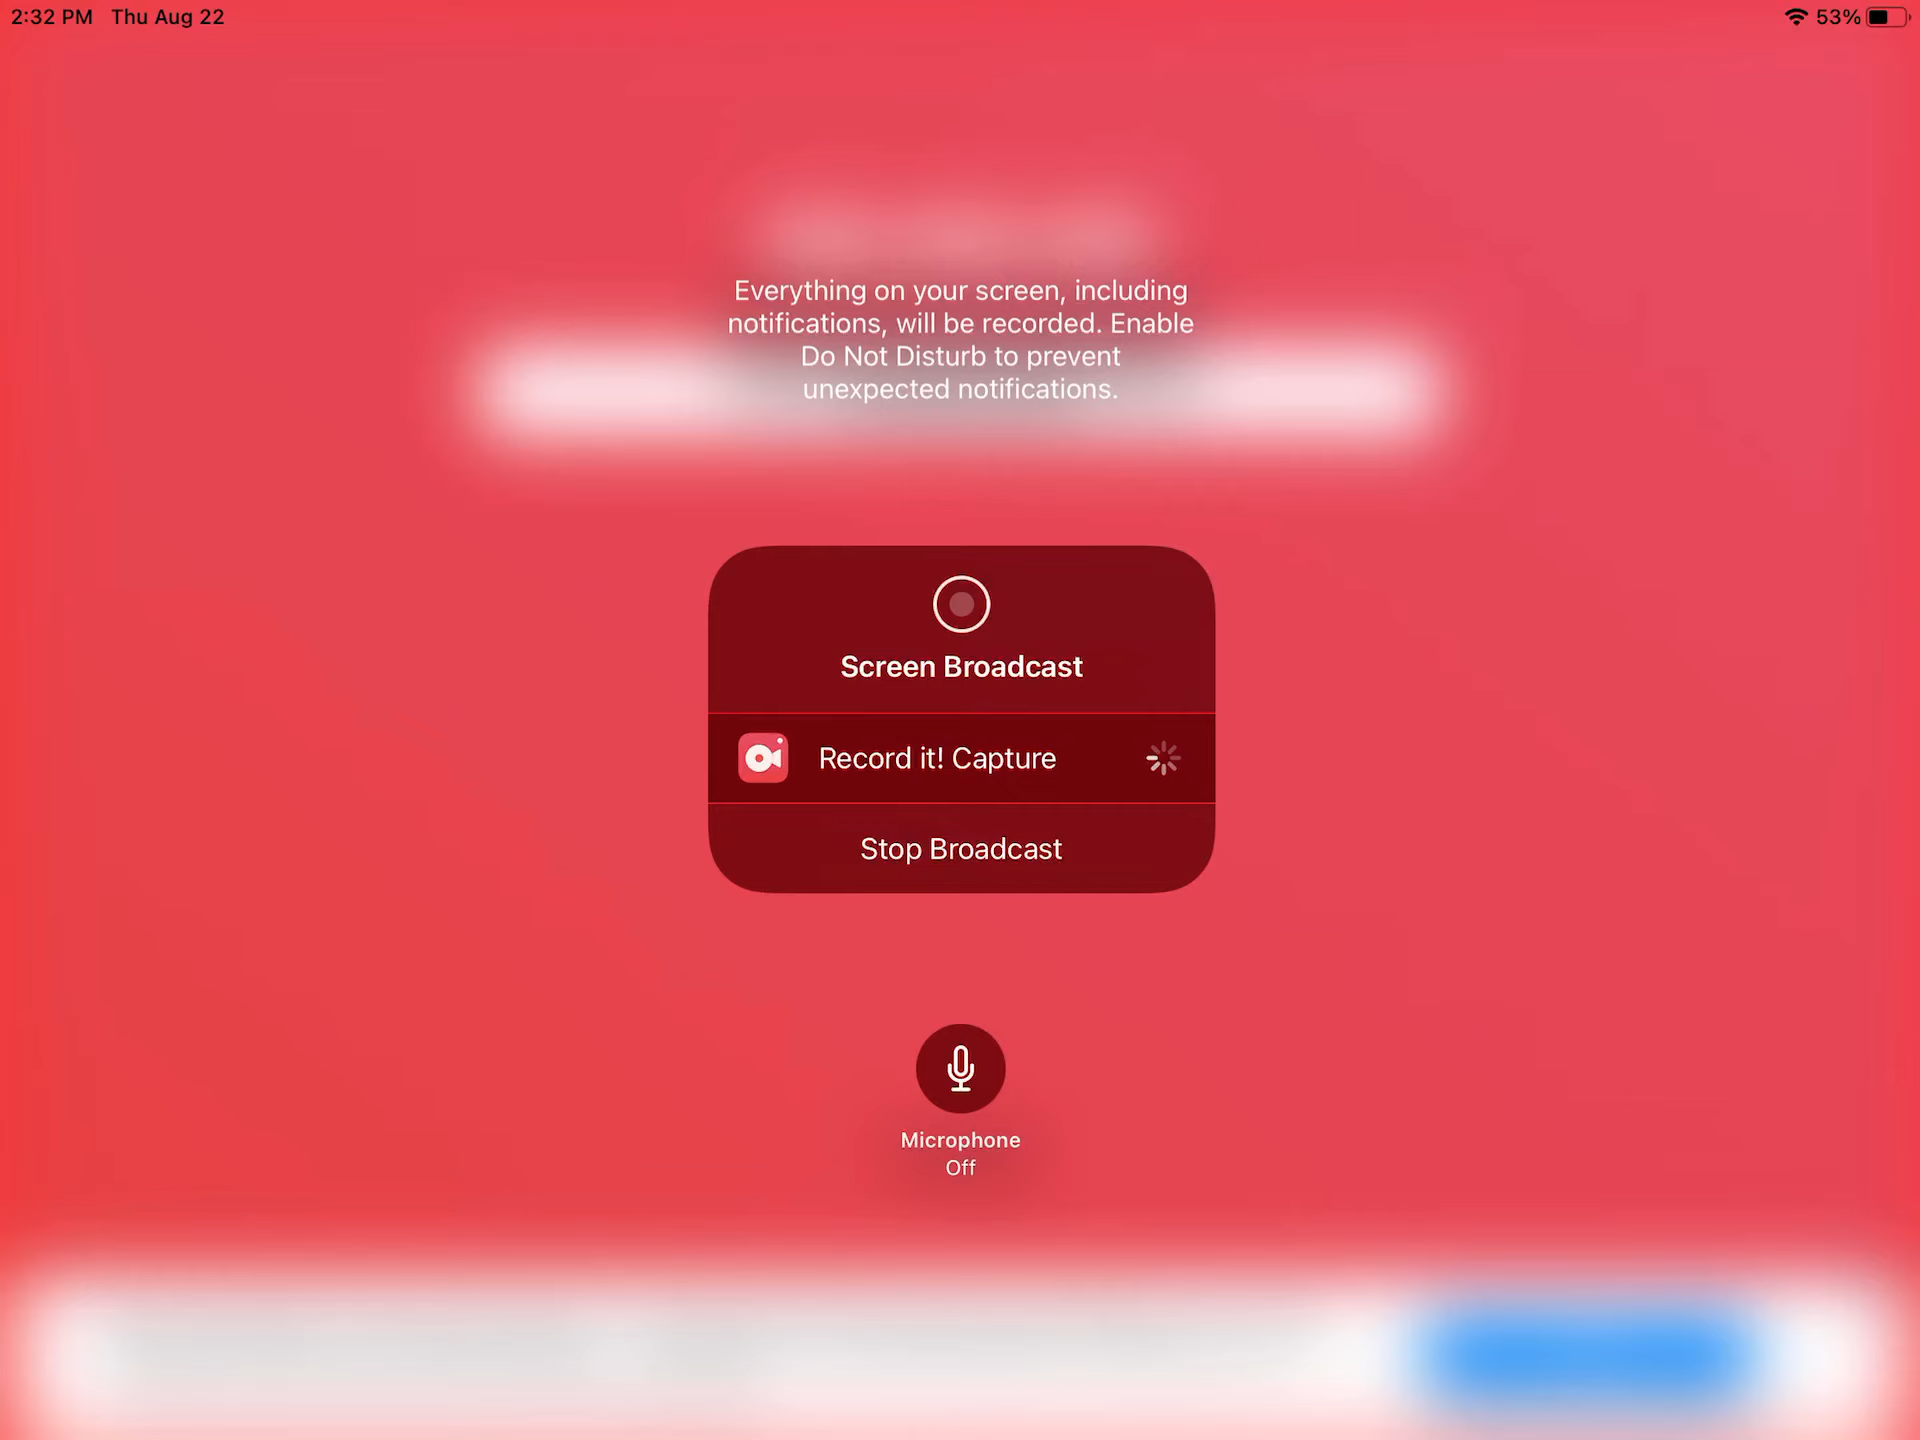 2:32 PM Thu Aug 22
53%
Everything on your screen, including
notifications, will be recorded. Enable
Do Not Disturb to prevent
unexpected notifications.
Screen Broadcast
Record it! Capture
Stop Broadcast
Microphone
Off